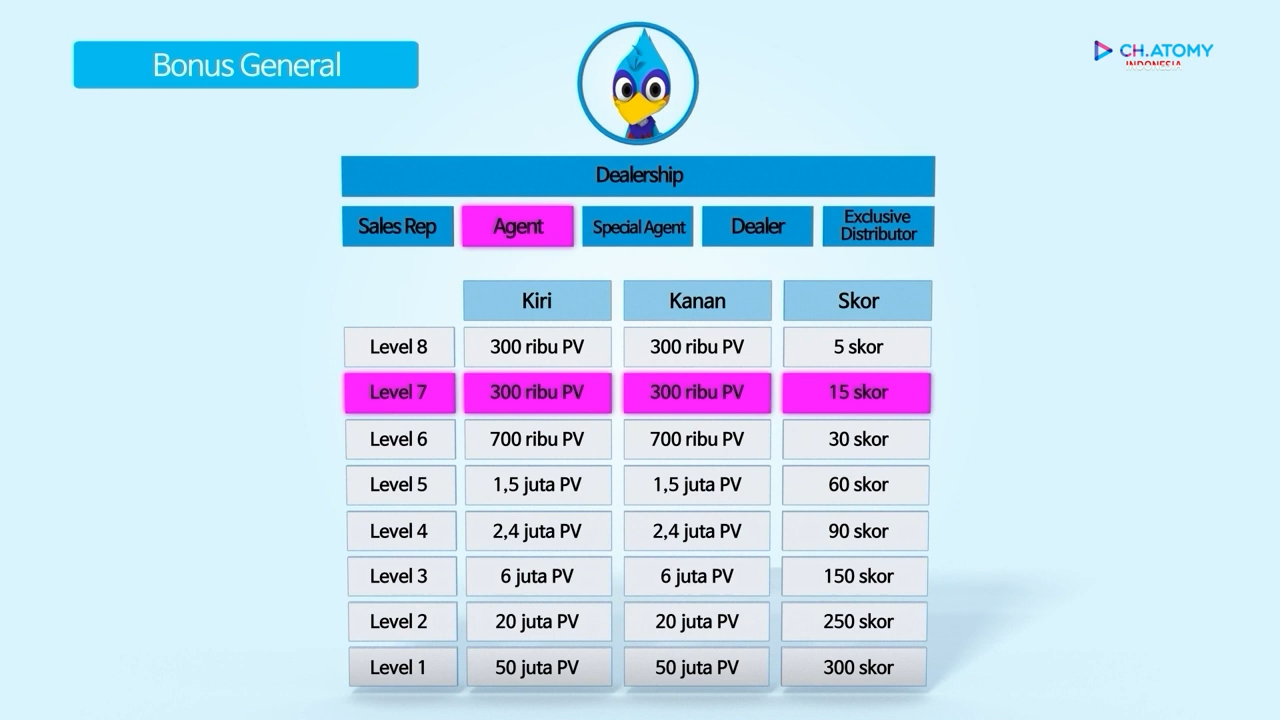 Bonus General
CH.ATOMY
INDONESIA
Dealership
Sales Rep
Agent
Special Agent
Dealer
Exclusive
Distributor
Kiri Kanan Skor
Level 8 300 ribu PV 300 ribu PV 5 skor
Level 7 300 ribu PV 300 ribu PV 15 skor
Level 6 700 ribu PV 700 ribu PV 30 skor
Level 5 1,5 juta PV 1,5 juta PV 60 skor
Level 4 2,4 juta PV 2,4 juta PV 90 skor
Level 3 6 juta PV 6 juta PV 150 skor
Level 2 20 juta PV 20 juta PV 250 skor
Level 1 50 juta PV 50 juta PV 300 skor